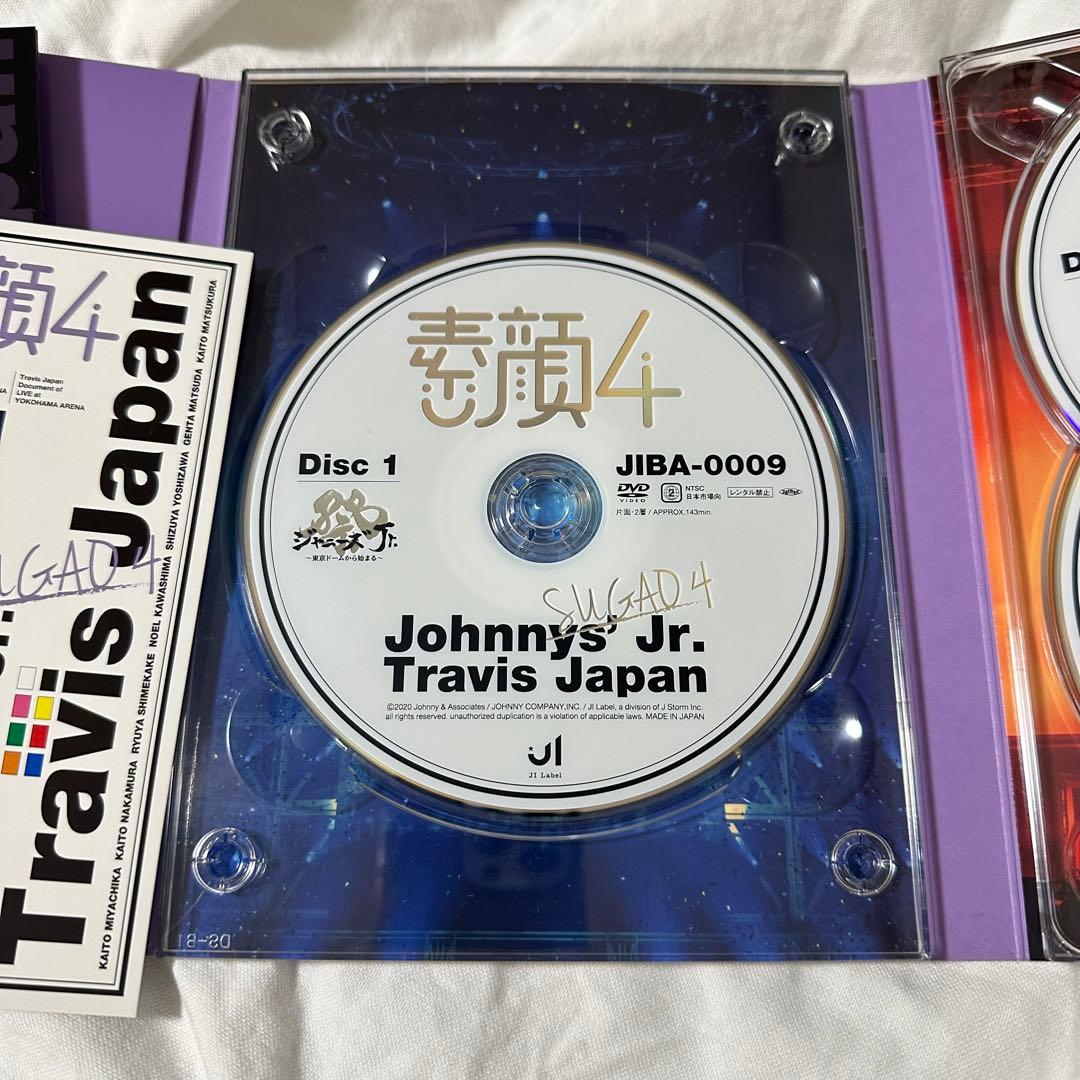 pan
素顔4
Travis Japan
Document of
LIVE at
YOKOHAMA ARENA
SUGAO 4
Travis Japan
KAITO MIYACHIKA KAITO NAKAMURA RYUYA SHIMEKAKE NOEL KAWASHIMA SHIZUYA YOSHIZAWA GENTA MATSUDA KAITO MATSUKURA
素顔4
Disc 1
JIBA-0009
DVD
VIDEO
2
NTSC
日本市場向
レンタル禁止
片面・2層 / APPROX.143min.
ジャニーズJr.
~東京ドームから始まる~
SUGAO 4
Johnnys' Jr.
Travis Japan
©2020 Johnny & Associates / JOHNNY COMPANY,INC. / JI Label, a division of J Storm Inc.
all rights reserved. unauthorized duplication is a violation of applicable laws. MADE IN JAPAN
JI
JI Label
DS-B1
D